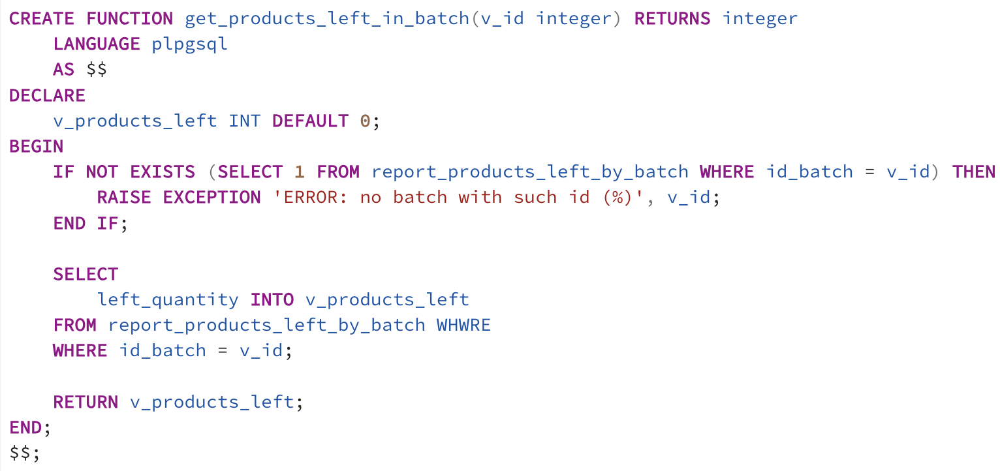 CREATE FUNCTION get_products_left_in_batch(v_id integer) RETURNS integer
    LANGUAGE plpgsql
    AS $$
DECLARE
    v_products_left INT DEFAULT 0;
BEGIN
    IF NOT EXISTS (SELECT 1 FROM report_products_left_by_batch WHERE id_batch = v_id) THEN
        RAISE EXCEPTION 'ERROR: no batch with such id (%)', v_id;
    END IF;

    SELECT
        left_quantity INTO v_products_left
    FROM report_products_left_by_batch WHWRE
    WHERE id_batch = v_id;

    RETURN v_products_left;
END;
$$;